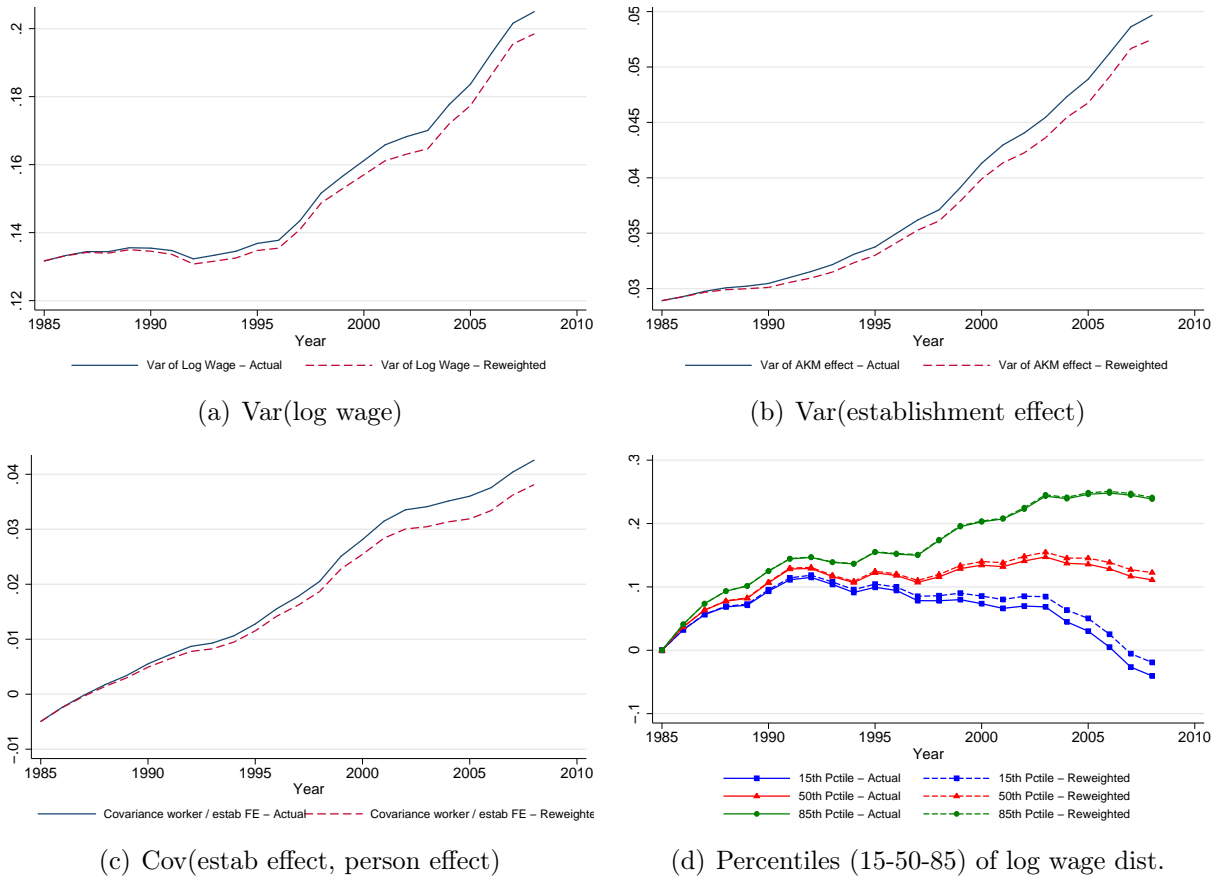 .2
.18
.16
.14
.12
1985 1990 1995 2000 2005 2010
Year
Var of Log Wage – Actual Var of Log Wage – Reweighted
(a) Var(log wage)
.05
.05
.045
.04
.035
.03
1985 1990 1995 2000 2005 2010
Year
Var of AKM effect – Actual Var of AKM effect – Reweighted
(b) Var(establishment effect)
.04
.03
.02
.01
0
-.01
1985 1990 1995 2000 2005 2010
Year
Covariance worker / estab FE – Actual Covariance worker / estab FE – Reweighte
(c) Cov(estab effect, person effect)
.3
.2
.1
0
-.1
1985 1990 1995 2000 2005 2010
Year
15th Pctile – Actual 15th Pctile – Reweighted
50th Pctile – Actual 50th Pctile – Reweighted
85th Pctile – Actual 85th Pctile – Reweighted
(d) Percentiles (15-50-85) of log wage dist.